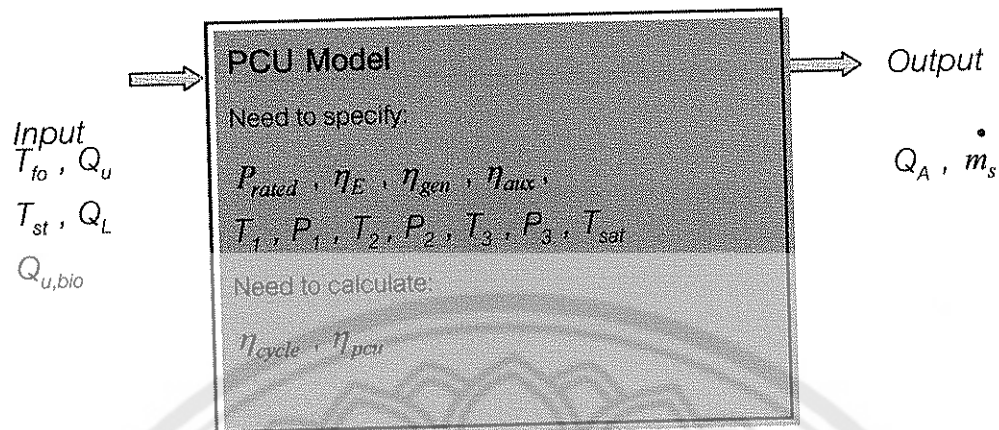 Input
T_fo , Q_u
T_st , Q_L
Q_u,bio
PCU Model
Need to specify:
P_rated , η_E , η_gen , η_aux ,
T_1 , P_1 , T_2 , P_2 , T_3 , P_3 , T_sat
Need to calculate:
η_cycle , η_pcu
Output
Q_A , ṁ_s